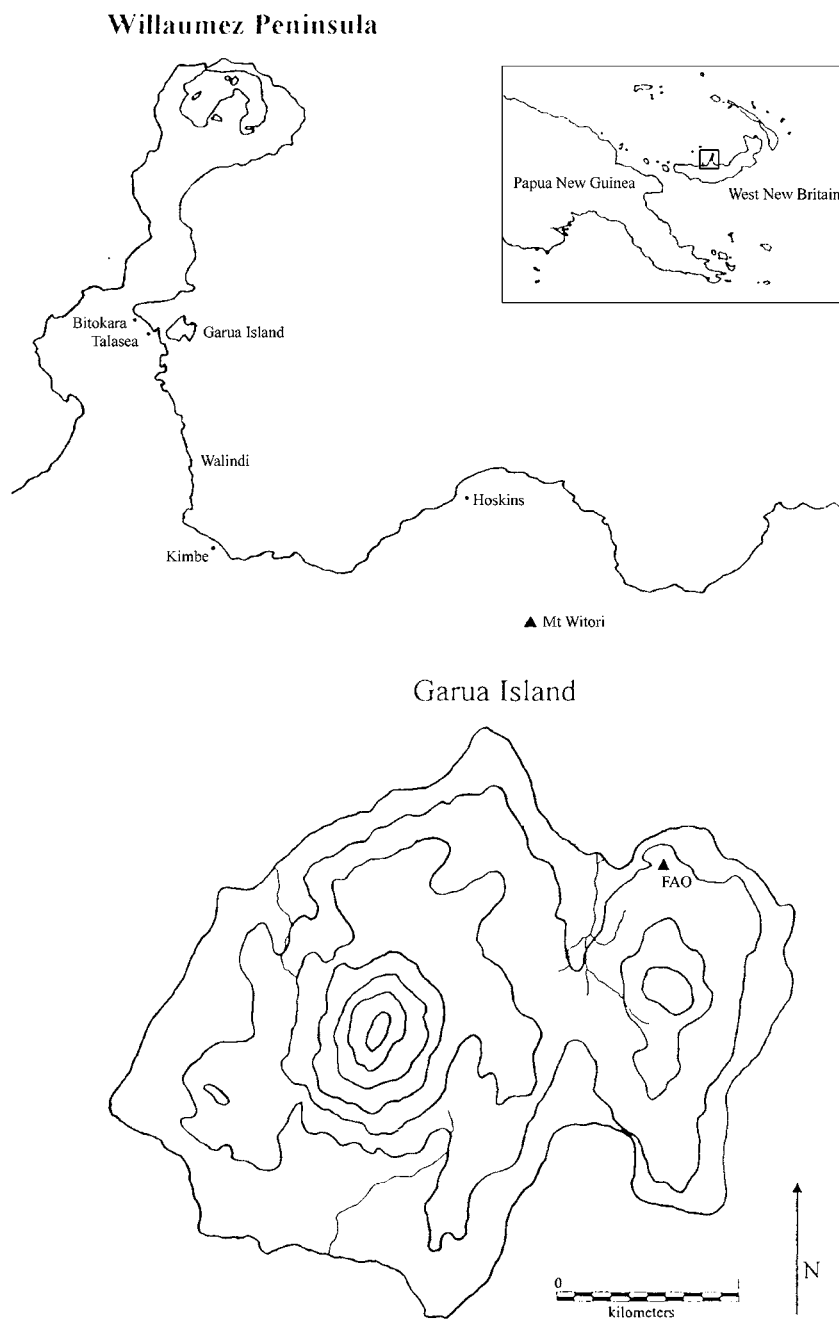 Willaumez Peninsula
Papua New Guinea
West New Britain
Bitokara
Talasea
Garua Island
Walindi
Hoskins
Kimbe
▲ Mt Witori
Garua Island
▲
FAO
N
0
kilometers